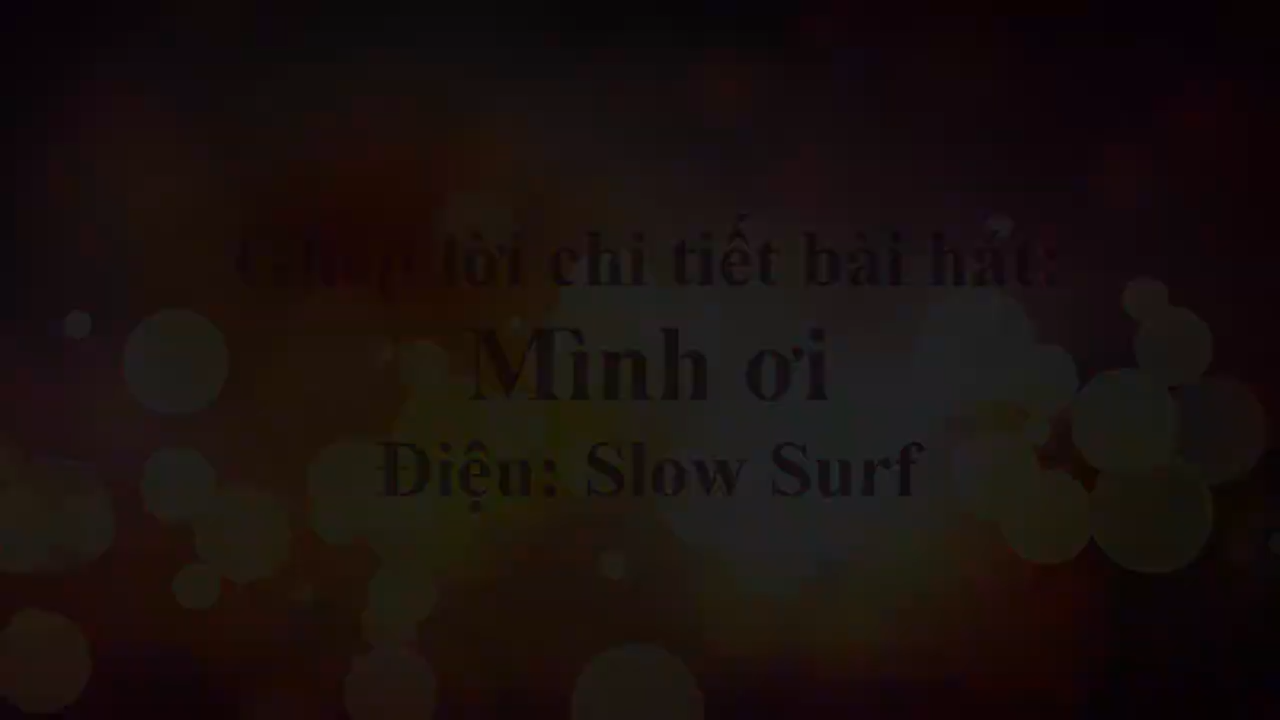 lời chi tiết bài hát:
Mình ơi
Điệu: Slow Surf